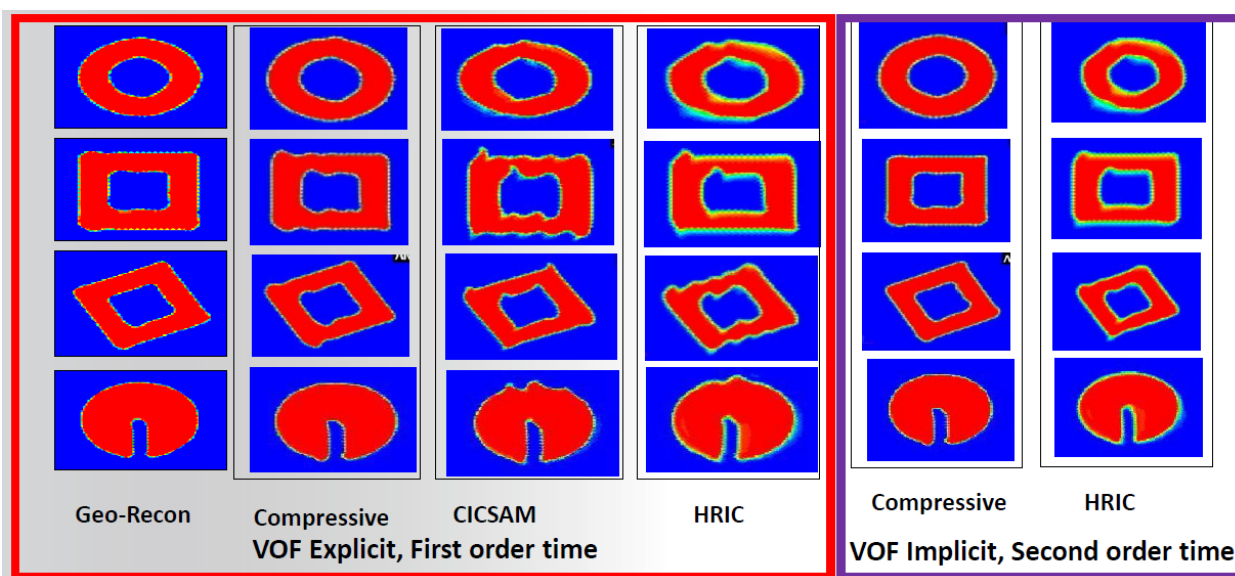 Geo-Recon
Compressive
CICSAM
HRIC
VOF Explicit, First order time
Compressive
HRIC
VOF Implicit, Second order time